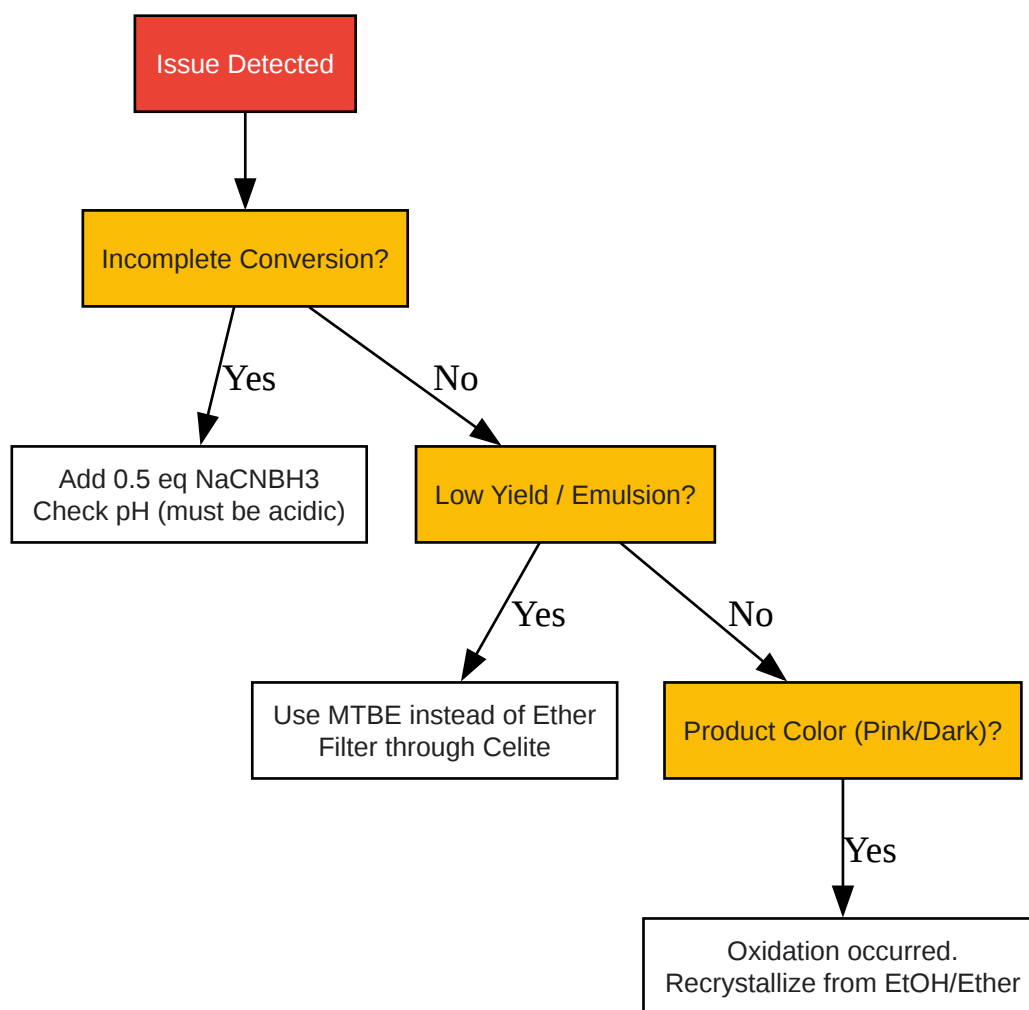 Issue Detected
Incomplete Conversion?
Yes
No
Add 0.5 eq NaCNBH3
Check pH (must be acidic)
Low Yield / Emulsion?
Yes
No
Use MTBE instead of Ether
Filter through Celite
Product Color (Pink/Dark)?
Yes
Oxidation occurred.
Recrystallize from EtOH/Ether